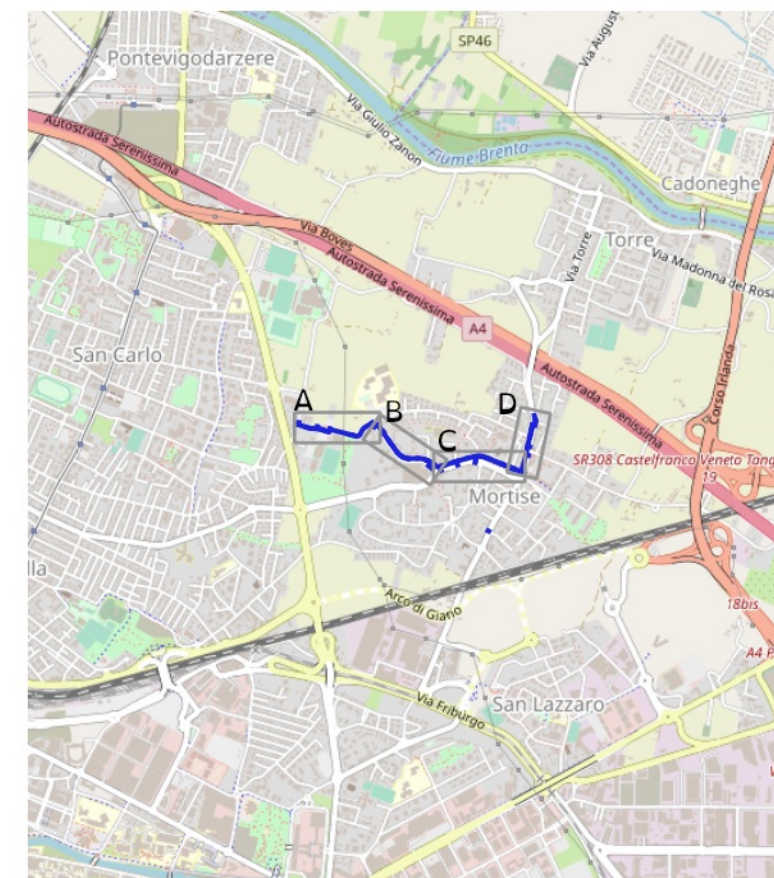 SP46
Via August
Pontevigodarzere
Autostrada Serenissima
Via Giulio Zanon
Fiume Brenta
Cadoneghe
Via Boves
Autostrada Serenissima
Via Torre
Torre
Via Madonna del Rosa
A4
San Carlo
Corso Irlanda
Autostrada Serenissima
A
B
C
D
SR308 Castelfranco Veneto Tang
19
Mortise
lla
Arco di Giano
18bis
A4 P
San Lazzaro
Via Friburgo